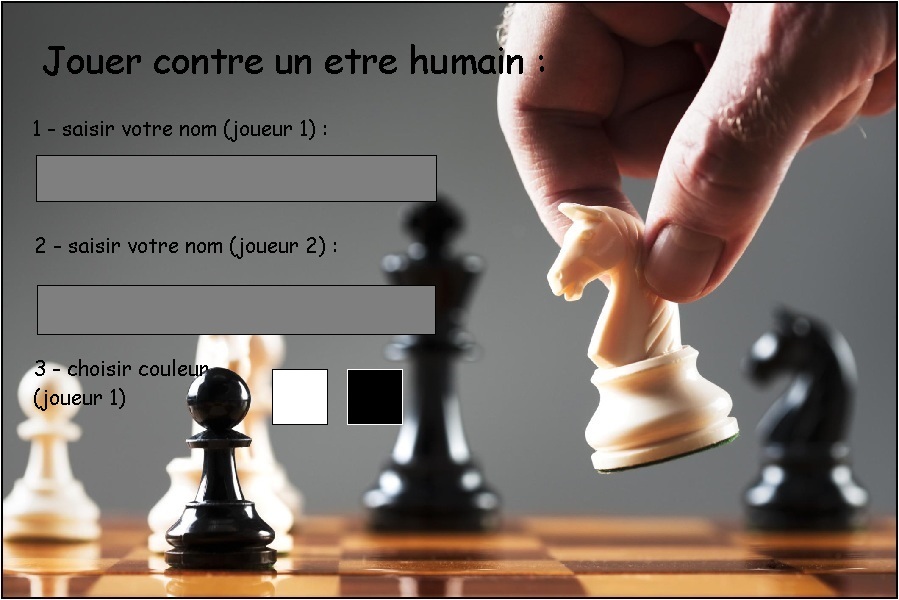 Jouer contre un etre humain :
1 - saisir votre nom (joueur 1) :
2 - saisir votre nom (joueur 2) :
3 - choisir couleur
(joueur 1)